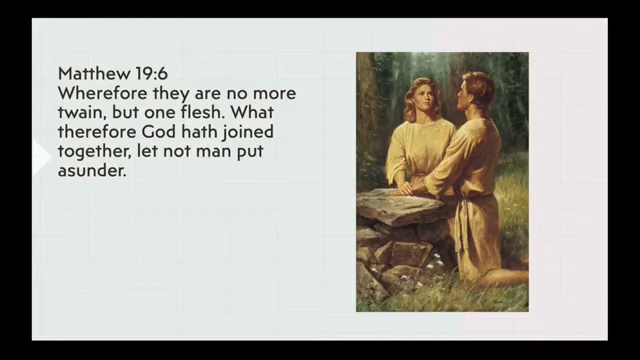 Matthew 19:6
Wherefore they are no more
twain, but one flesh. What
therefore God hath joined
together, let not man put
asunder.